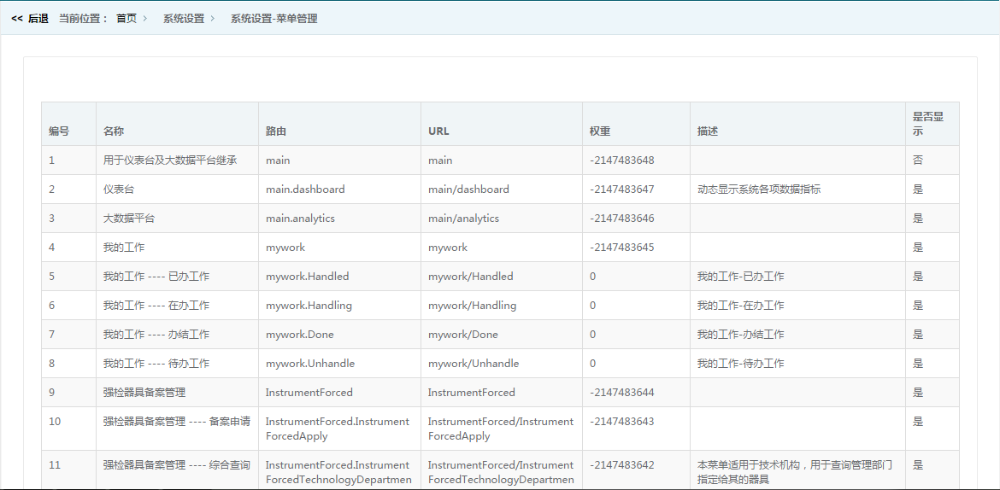 << 后退 当前位置： 首页 > 系统设置 > 系统设置-菜单管理
编号 名称 路由 URL 权重 描述 是否显
示
1 用于仪表台及大数据平台继承 main main -2147483648 否
2 仪表台 main.dashboard main/dashboard -2147483647 动态显示系统各项数据指标 是
3 大数据平台 main.analytics main/analytics -2147483646 是
4 我的工作 mywork mywork -2147483645 是
5 我的工作 ---- 已办工作 mywork.Handled mywork/Handled 0 我的工作-已办工作 是
6 我的工作 ---- 在办工作 mywork.Handling mywork/Handling 0 我的工作-在办工作 是
7 我的工作 ---- 办结工作 mywork.Done mywork/Done 0 我的工作-办结工作 是
8 我的工作 ---- 待办工作 mywork.Unhandle mywork/Unhandle 0 我的工作-待办工作 是
9 强检器具备案管理 InstrumentForced InstrumentForced -2147483644 是
10 强检器具备案管理 ---- 备案申请 InstrumentForced.Instrument InstrumentForced/Instrument -2147483643 是
ForcedApply ForcedApply
11 强检器具备案管理 ---- 综合查询 InstrumentForced.Instrument InstrumentForced/Instrument -2147483642 本菜单适用于技术机构，用于查询管理部门 是
ForcedTechnologyDepartmen ForcedTechnologyDepartmen 指定给其的器具